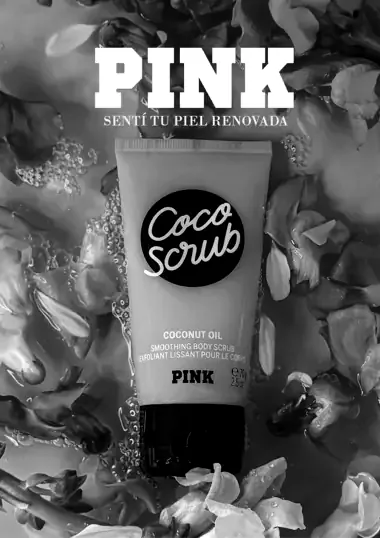 PINK
SENTÍ TU PIEL RENOVADA
Coco
Scrub
COCONUT OIL
SMOOTHING BODY SCRUB
EXFOLIANT LISSANT POUR LE CORPS
PINK